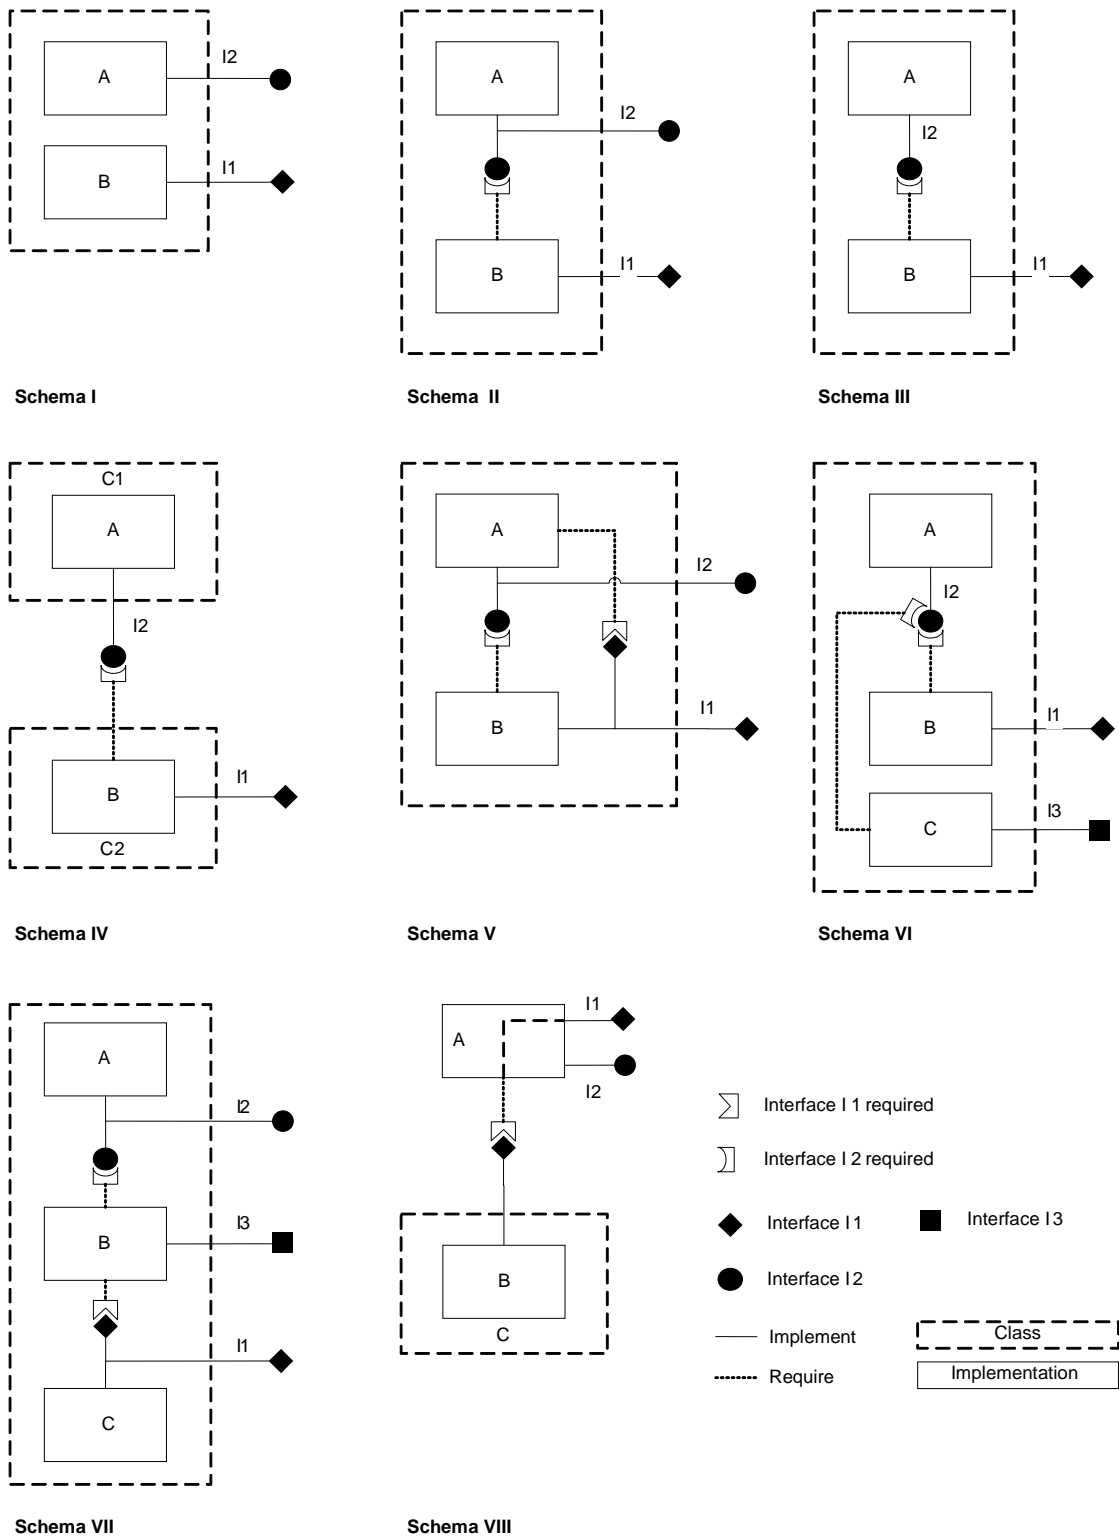 A
I2
B
I1
Schema I
A
I2
B
I1
Schema II
A
I2
B
I1
Schema III
C1
A
I2
B
I1
C2
Schema IV
A
I2
B
I1
Schema V
A
I2
B
I1
C
I3
Schema VI
A
I2
B
I3
I1
C
Schema VII
I1
A
I2
B
C
Schema VIII
Interface I1 required
Interface I2 required
Interface I1
Interface I3
Interface I2
Implement
Class
Require
Implementation